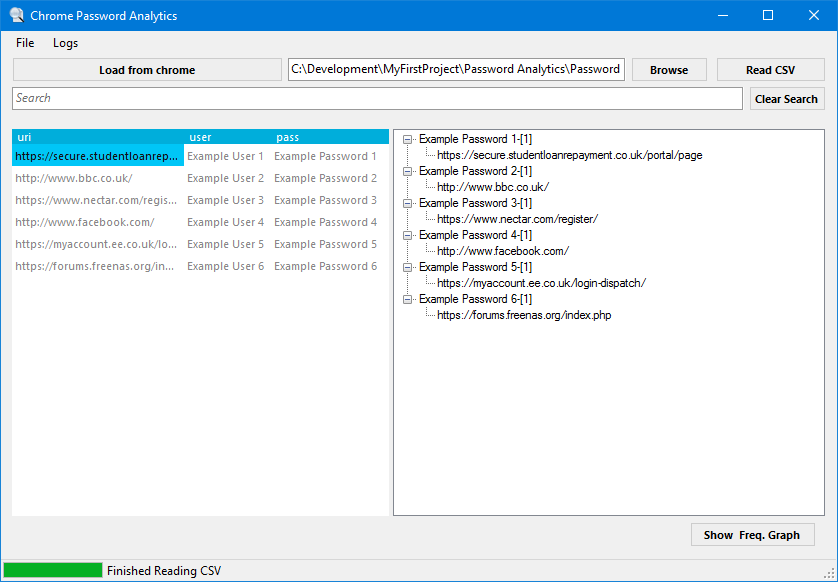 Chrome Password Analytics
File Logs
Load from chrome C:\Development\MyFirstProject\Password Analytics\Password Browse Read CSV
Search Clear Search
uri user pass
https://secure.studentloanrep... Example User 1 Example Password 1
http://www.bbc.co.uk/ Example User 2 Example Password 2
https://www.nectar.com/regis... Example User 3 Example Password 3
http://www.facebook.com/ Example User 4 Example Password 4
https://myaccount.ee.co.uk/lo... Example User 5 Example Password 5
https://forums.freenas.org/in... Example User 6 Example Password 6
Example Password 1-[1]
https://secure.studentloanrepayment.co.uk/portal/page
Example Password 2-[1]
http://www.bbc.co.uk/
Example Password 3-[1]
https://www.nectar.com/register/
Example Password 4-[1]
http://www.facebook.com/
Example Password 5-[1]
https://myaccount.ee.co.uk/login-dispatch/
Example Password 6-[1]
https://forums.freenas.org/index.php
Show Freq. Graph
Finished Reading CSV